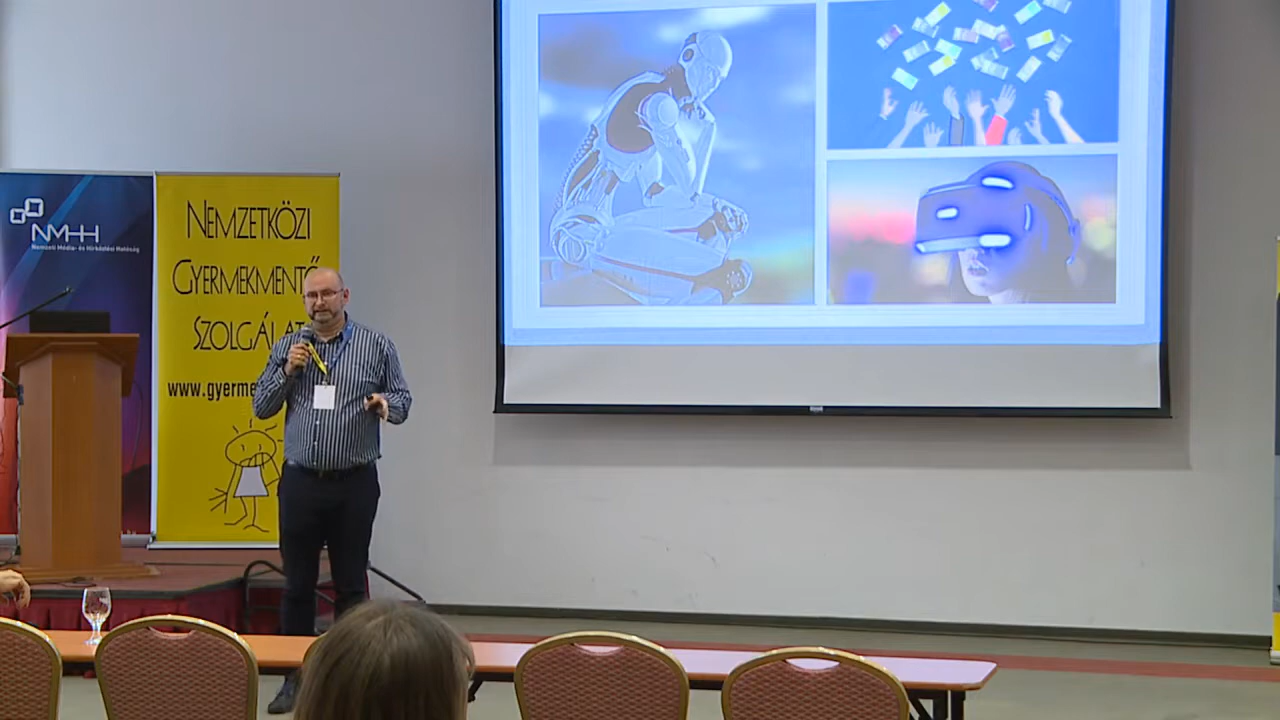 NMHH
Nemzeti Média- és Hírközlési Hatóság
NEMZETKÖZI
GYERMEKMENTŐ
SZOLGÁLAT
www.gyerme